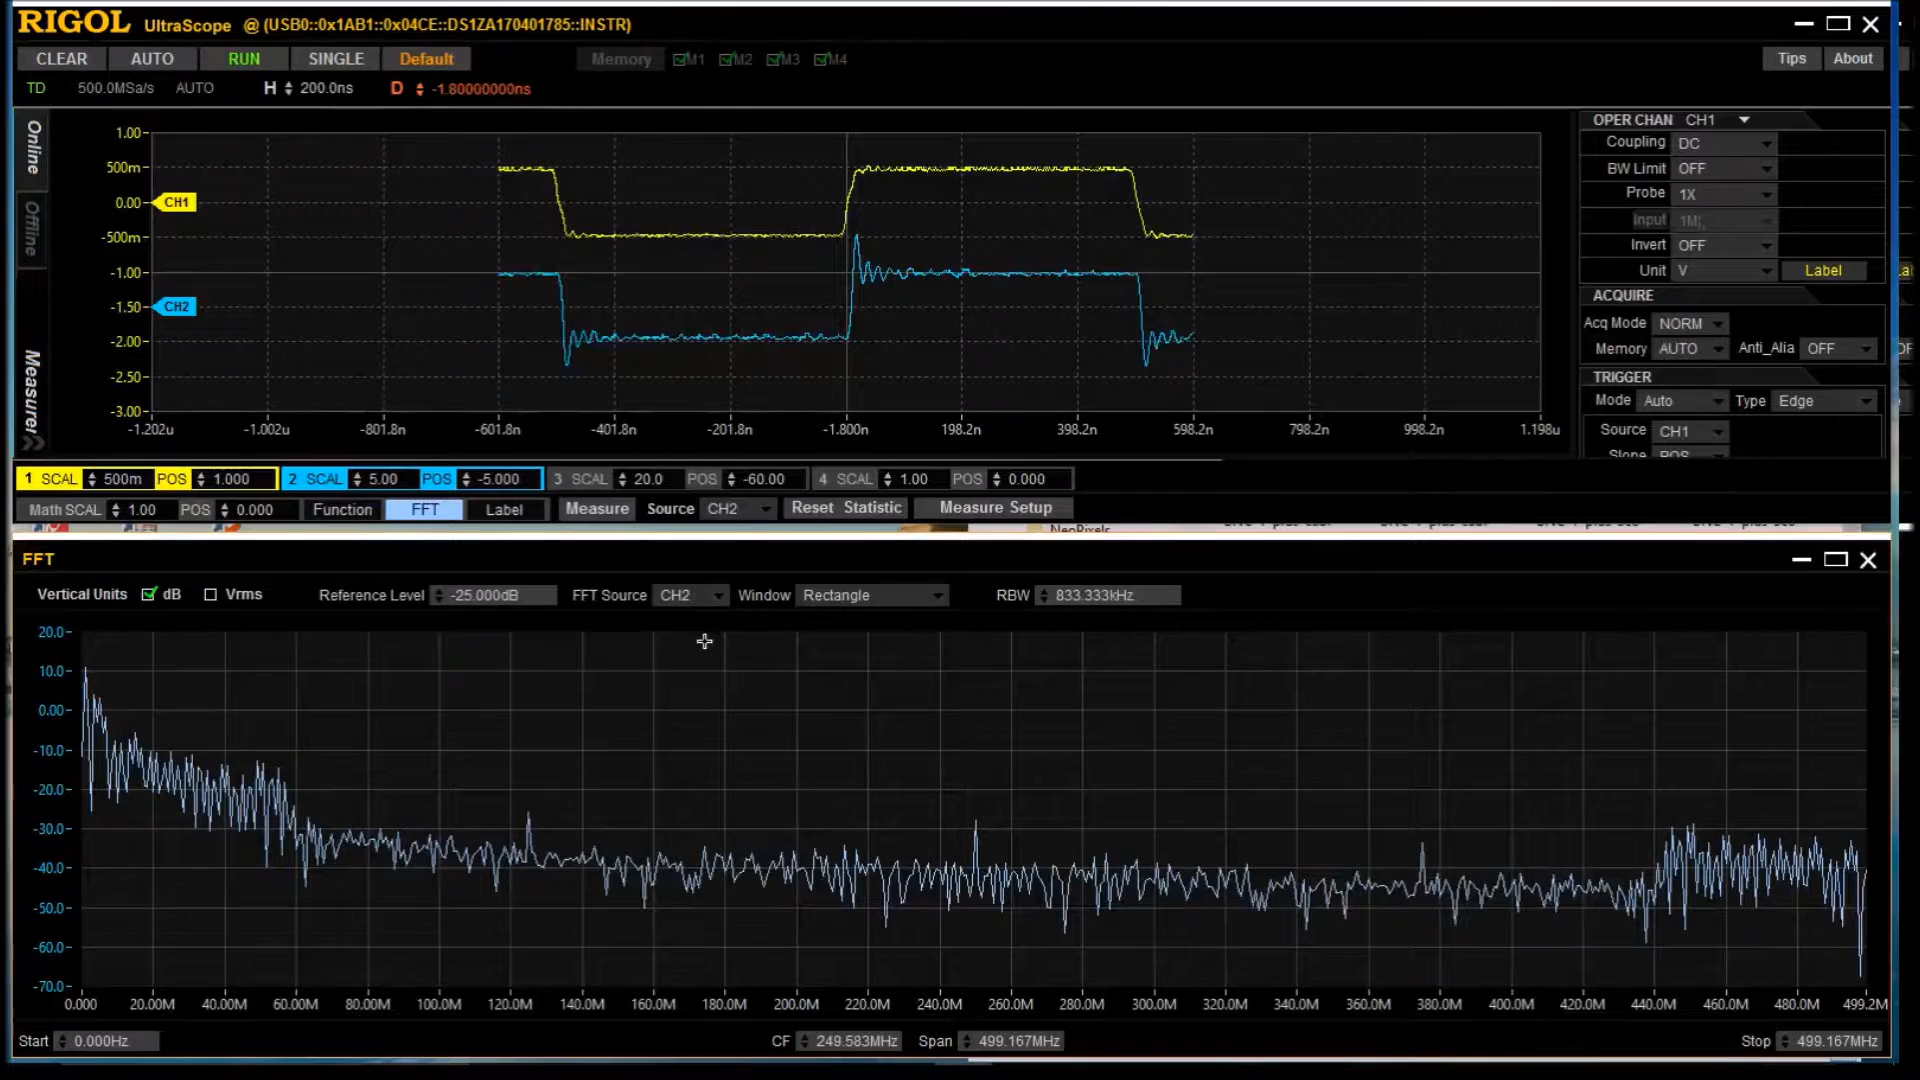 RIGOL UltraScope @ (USB0::0x1AB1::0x04CE::DS1ZA170401785::INSTR)
CLEAR AUTO RUN SINGLE Default Memory M1 M2 M3 M4 Tips About
TD 500.0MSa/s AUTO H 200.0ns D -1.80000000ns
Online
Offline
Measurer
1.00
500m
0.00
-500m
-1.00
-1.50
-2.00
-2.50
-3.00
CH1
CH2
-1.202u -1.002u -801.8n -601.8n -401.8n -201.8n -1.800n 198.2n 398.2n 598.2n 798.2n 998.2n 1.198u
OPER CHAN CH1
Coupling DC
BW Limit OFF
Probe 1X
Input 1M
Invert OFF
Unit V Label
ACQUIRE
Acq Mode NORM
Memory AUTO Anti_Alia OFF
TRIGGER
Mode Auto Type Edge
Source CH1
Slope POS
1 SCAL 500m POS 1.000 2 SCAL 5.00 POS -5.000 3 SCAL 20.0 POS -60.00 4 SCAL 1.00 POS 0.000
Math SCAL 1.00 POS 0.000 Function FFT Label Measure Source CH2 Reset Statistic Measure Setup
NeoPixels
FFT
Vertical Units dB Vrms Reference Level -25.000dB FFT Source CH2 Window Rectangle RBW 833.333kHz
20.0
10.0
0.00
-10.0
-20.0
-30.0
-40.0
-50.0
-60.0
-70.0
0.000 20.00M 40.00M 60.00M 80.00M 100.0M 120.0M 140.0M 160.0M 180.0M 200.0M 220.0M 240.0M 260.0M 280.0M 300.0M 320.0M 340.0M 360.0M 380.0M 400.0M 420.0M 440.0M 460.0M 480.0M 499.2M
Start 0.000Hz CF 249.583MHz Span 499.167MHz Stop 499.167MHz